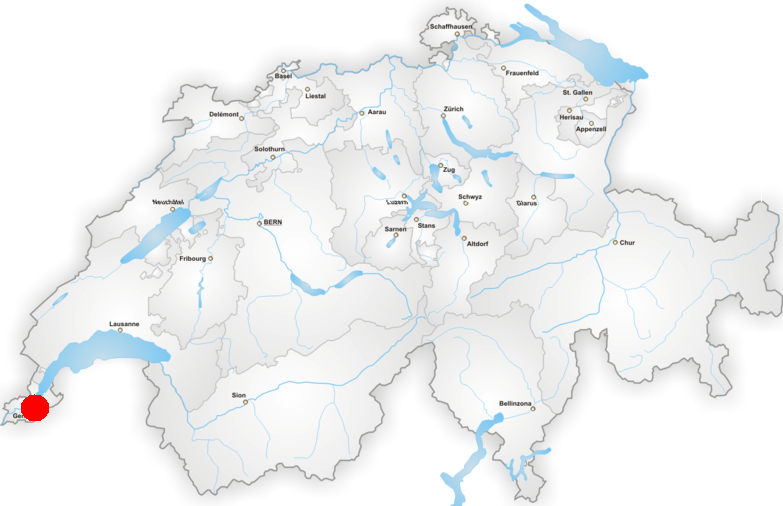 Schaffhausen
Basel
Frauenfeld
Liestal
St. Gallen
Delémont
Aarau
Zürich
Herisau
Appenzell
Solothurn
Zug
Neuchâtel
Luzern
Schwyz
Glarus
BERN
Sarnen
Stans
Altdorf
Chur
Fribourg
Lausanne
Sion
Bellinzona